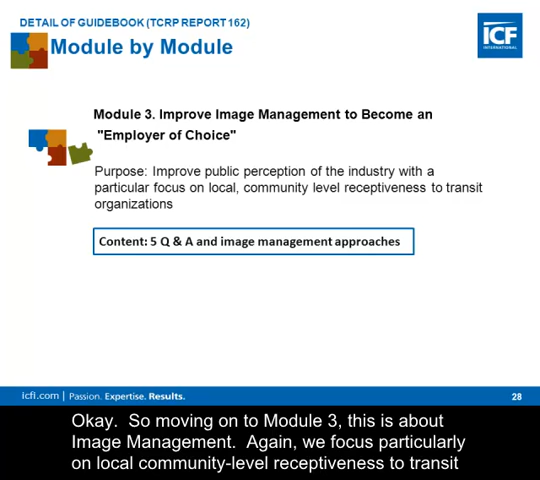 DETAIL OF GUIDEBOOK (TCRP REPORT 162)
Module by Module
ICF
INTERNATIONAL
Module 3. Improve Image Management to Become an
"Employer of Choice"
Purpose: Improve public perception of the industry with a
particular focus on local, community level receptiveness to transit
organizations
Content: 5 Q & A and image management approaches
icfi.com | Passion. Expertise. Results.
28
Okay. So moving on to Module 3, this is about
Image Management. Again, we focus particularly
on local community-level receptiveness to transit